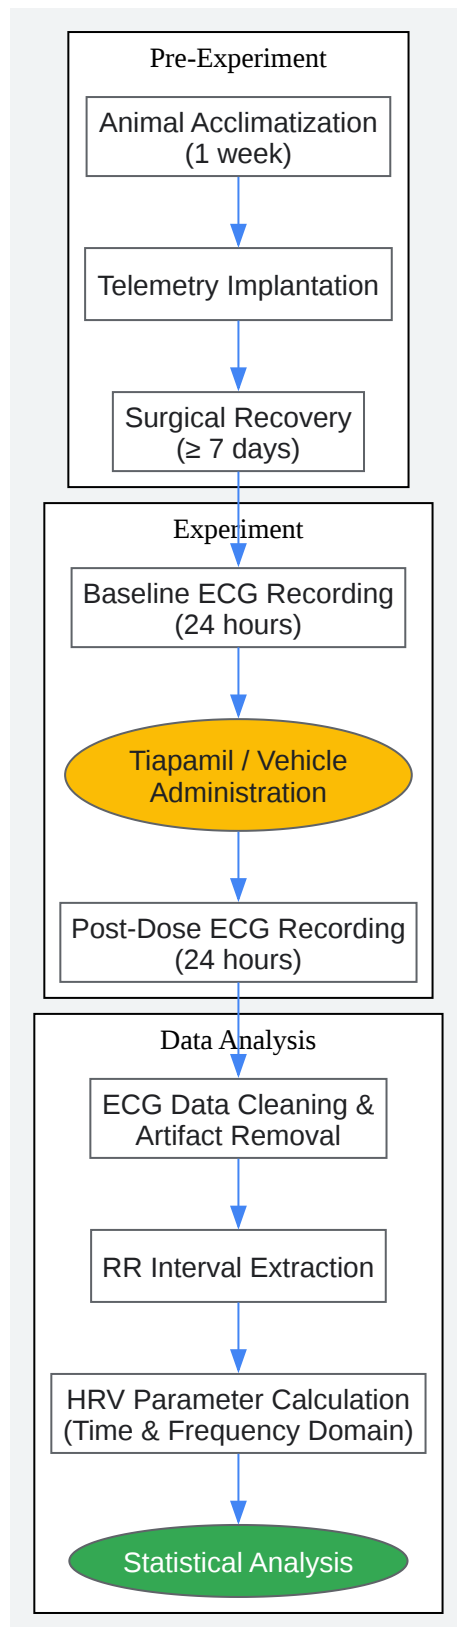 Pre-Experiment
Animal Acclimatization
(1 week)
Telemetry Implantation
Surgical Recovery
(≥ 7 days)
Experiment
Baseline ECG Recording
(24 hours)
Tiapamil / Vehicle
Administration
Post-Dose ECG Recording
(24 hours)
Data Analysis
ECG Data Cleaning &
Artifact Removal
RR Interval Extraction
HRV Parameter Calculation
(Time & Frequency Domain)
Statistical Analysis